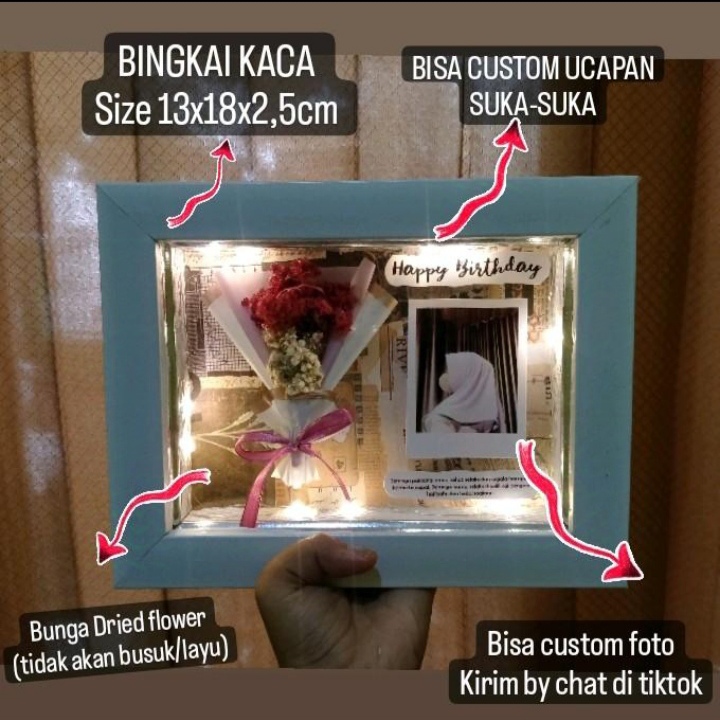 BINGKAI KACA
Size 13x18x2,5cm
BISA CUSTOM UCAPAN
SUKA-SUKA
Happy Birthday
Bunga Dried flower
(tidak akan busuk/layu)
Bisa custom foto
Kirim by chat di tiktok